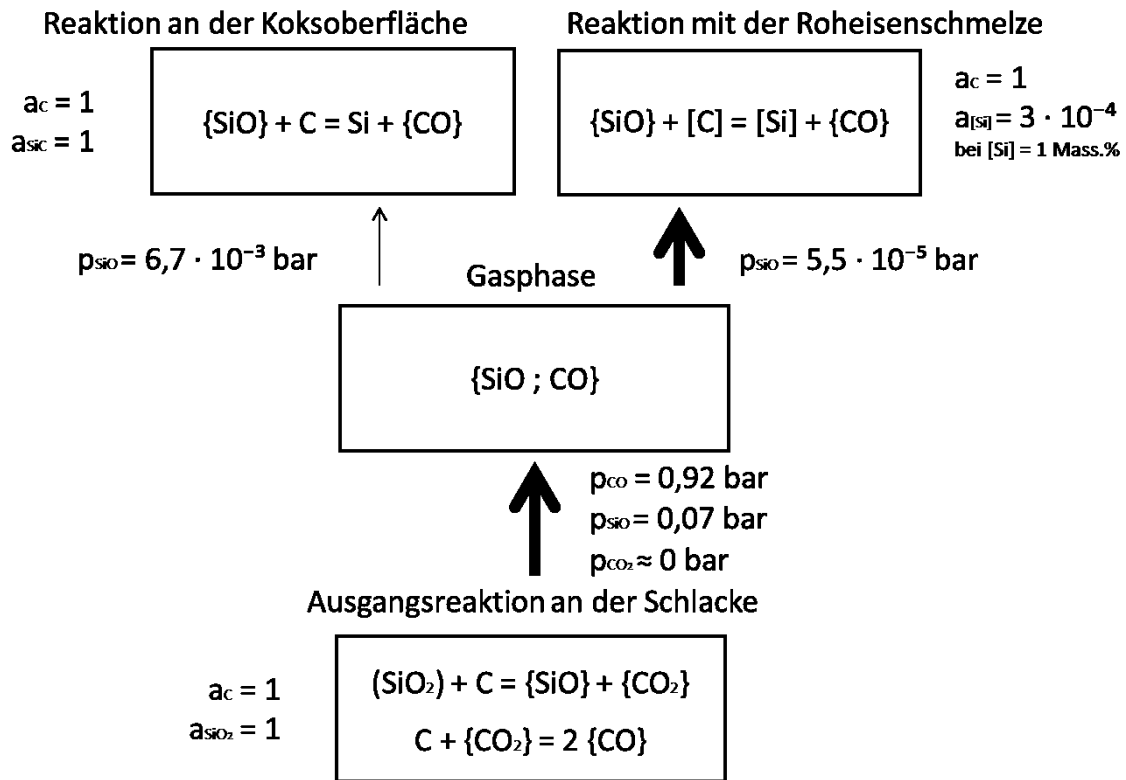 Reaktion an der Koksoberfläche
Reaktion mit der Roheisenschmelze
aC = 1
aSiC = 1
{SiO} + C = Si + {CO}
{SiO} + [C] = [Si] + {CO}
aC = 1
a[Si] = 3 · 10⁻⁴
bei [Si] = 1 Mass.%
pSiO = 6,7 · 10⁻³ bar
pSiO = 5,5 · 10⁻⁵ bar
Gasphase
{SiO ; CO}
pCO = 0,92 bar
pSiO = 0,07 bar
pCO₂ ≈ 0 bar
Ausgangsreaktion an der Schlacke
aC = 1
aSiO₂ = 1
(SiO₂) + C = {SiO} + {CO₂}
C + {CO₂} = 2 {CO}